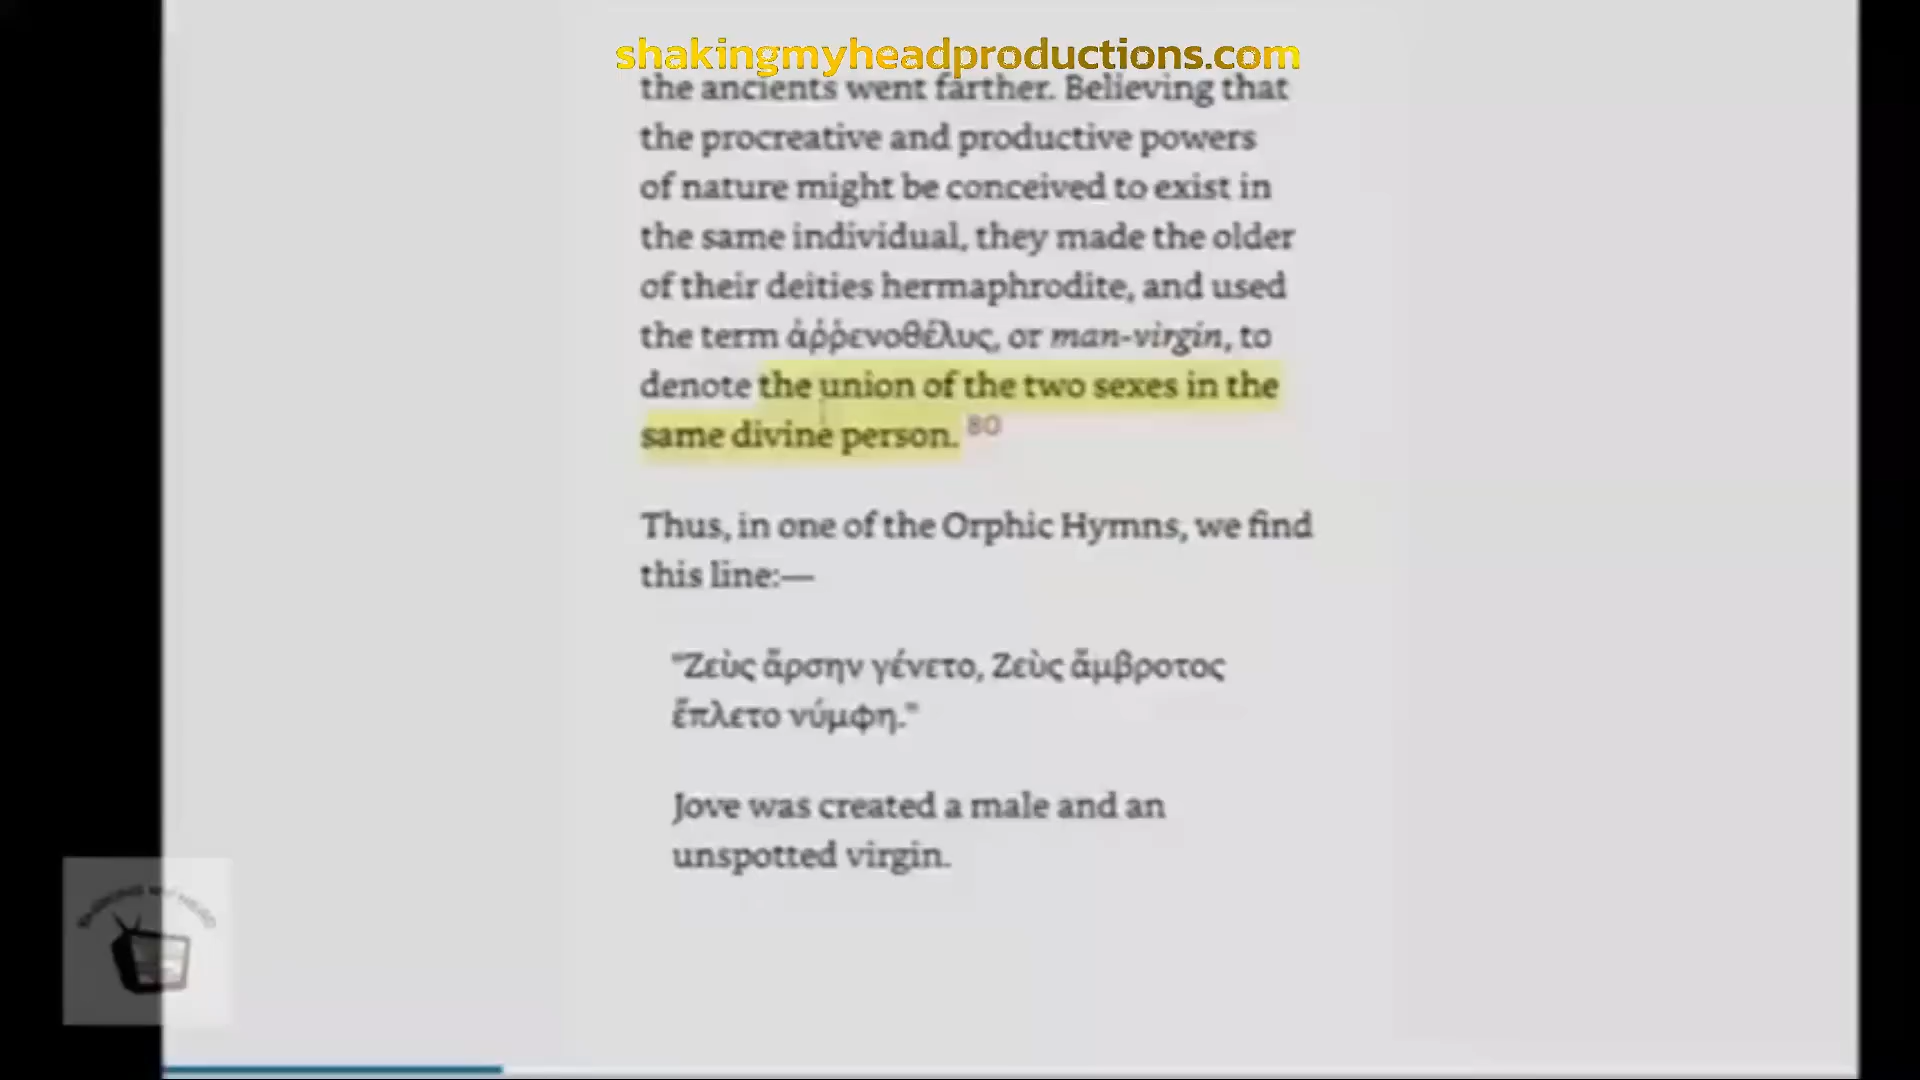 shakingmyheadproductions.com
the ancients went farther. Believing that
the procreative and productive powers
of nature might be conceived to exist in
the same individual, they made the older
of their deities hermaphrodite, and used
the term ἀῤῥενοθέλυς, or man-virgin, to
denote the union of the two sexes in the
same divine person. 80
Thus, in one of the Orphic Hymns, we find
this line:—
"Ζεὺς ἄρσην γένετο, Ζεὺς ἄμβροτος
ἔπλετο νύμφη."
Jove was created a male and an
unspotted virgin.
SHAKING MY HEAD